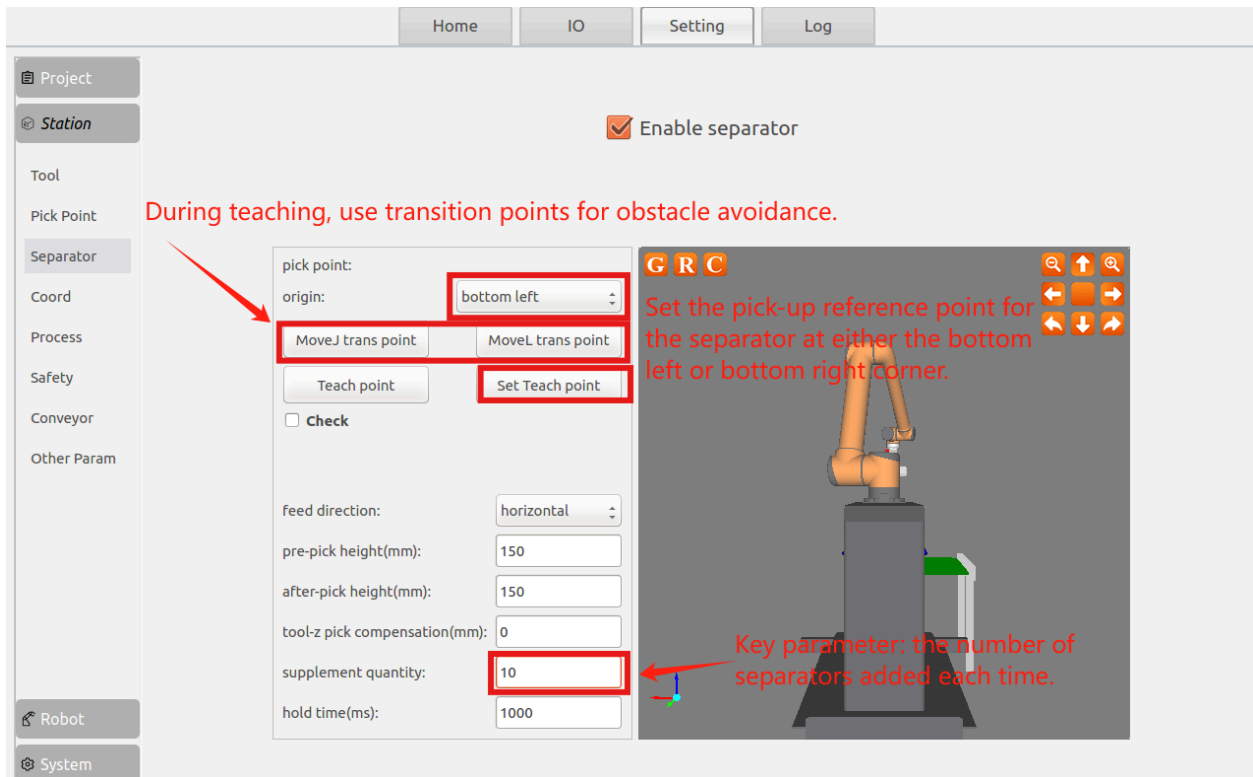 Home IO Setting Log
Project
Station
Enable separator
Tool
Pick Point
During teaching, use transition points for obstacle avoidance.
Separator
Coord
Process
Safety
Conveyor
Other Param
Robot
System
pick point:
origin: bottom left
MoveJ trans point MoveL trans point
Teach point Set Teach point
Check
feed direction: horizontal
pre-pick height(mm): 150
after-pick height(mm): 150
tool-z pick compensation(mm): 0
supplement quantity: 10
hold time(ms): 1000
G R C
Set the pick-up reference point for
the separator at either the bottom
left or bottom right corner.
Key parameter: the number of
separators added each time.